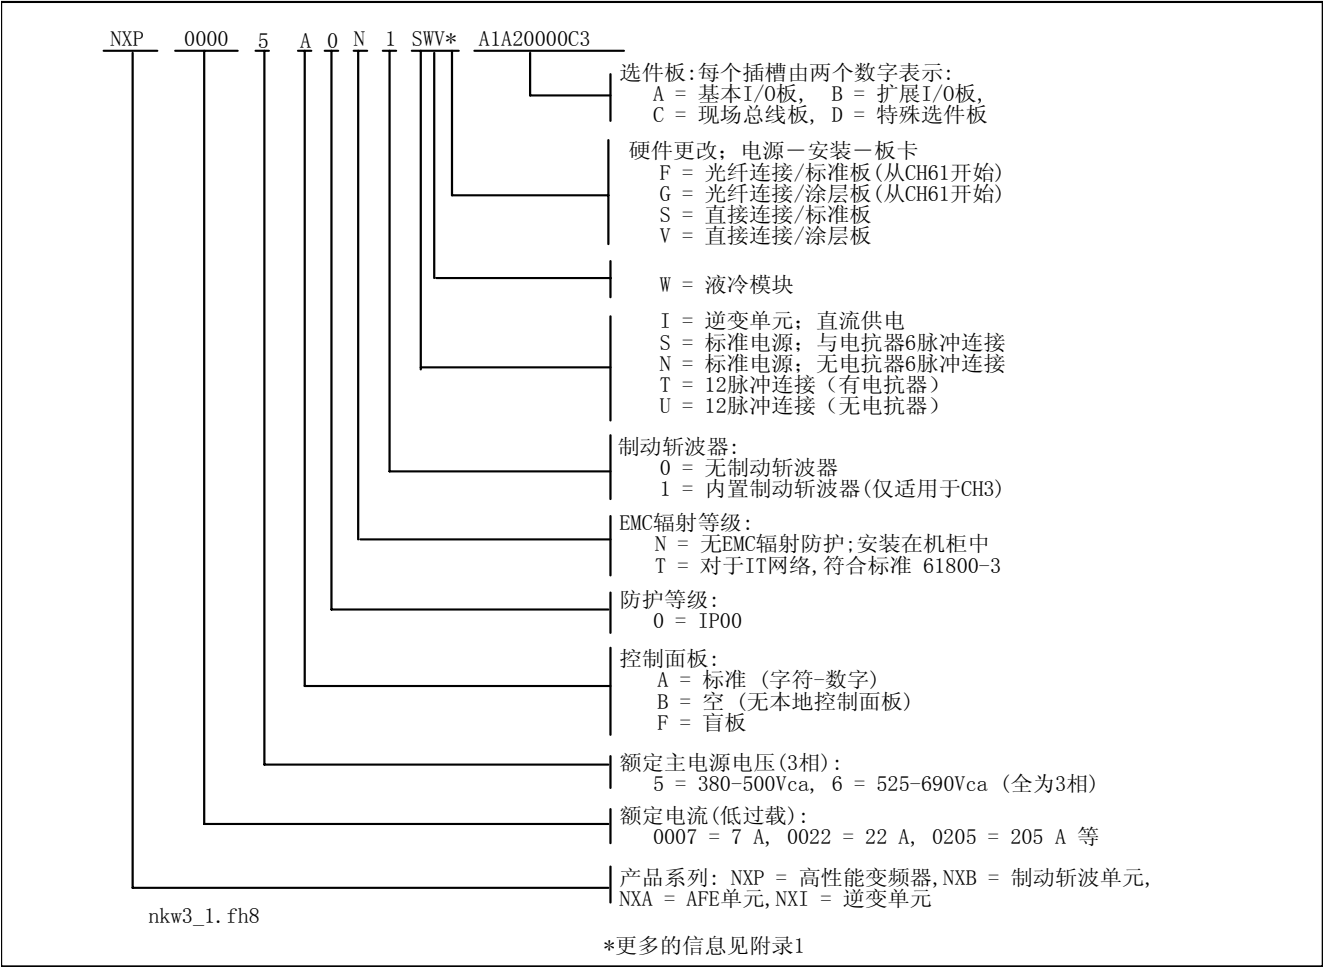 NXP 0000 5 A 0 N 1 SWV* A1A20000C3
选件板:每个插槽由两个数字表示:
A = 基本I/O板, B = 扩展I/O板,
C = 现场总线板, D = 特殊选件板
硬件更改; 电源－安装－板卡
F = 光纤连接/标准板(从CH61开始)
G = 光纤连接/涂层板(从CH61开始)
S = 直接连接/标准板
V = 直接连接/涂层板
W = 液冷模块
I = 逆变单元; 直流供电
S = 标准电源; 与电抗器6脉冲连接
N = 标准电源; 无电抗器6脉冲连接
T = 12脉冲连接（有电抗器）
U = 12脉冲连接（无电抗器）
制动斩波器:
0 = 无制动斩波器
1 = 内置制动斩波器(仅适用于CH3)
EMC辐射等级:
N = 无EMC辐射防护;安装在机柜中
T = 对于IT网络,符合标准 61800-3
防护等级:
0 = IP00
控制面板:
A = 标准 (字符-数字)
B = 空 (无本地控制面板)
F = 盲板
额定主电源电压(3相):
5 = 380-500Vca, 6 = 525-690Vca (全为3相)
额定电流(低过载):
0007 = 7 A, 0022 = 22 A, 0205 = 205 A 等
产品系列: NXP = 高性能变频器,NXB = 制动斩波单元,
NXA = AFE单元,NXI = 逆变单元
nkw3_1.fh8
*更多的信息见附录1